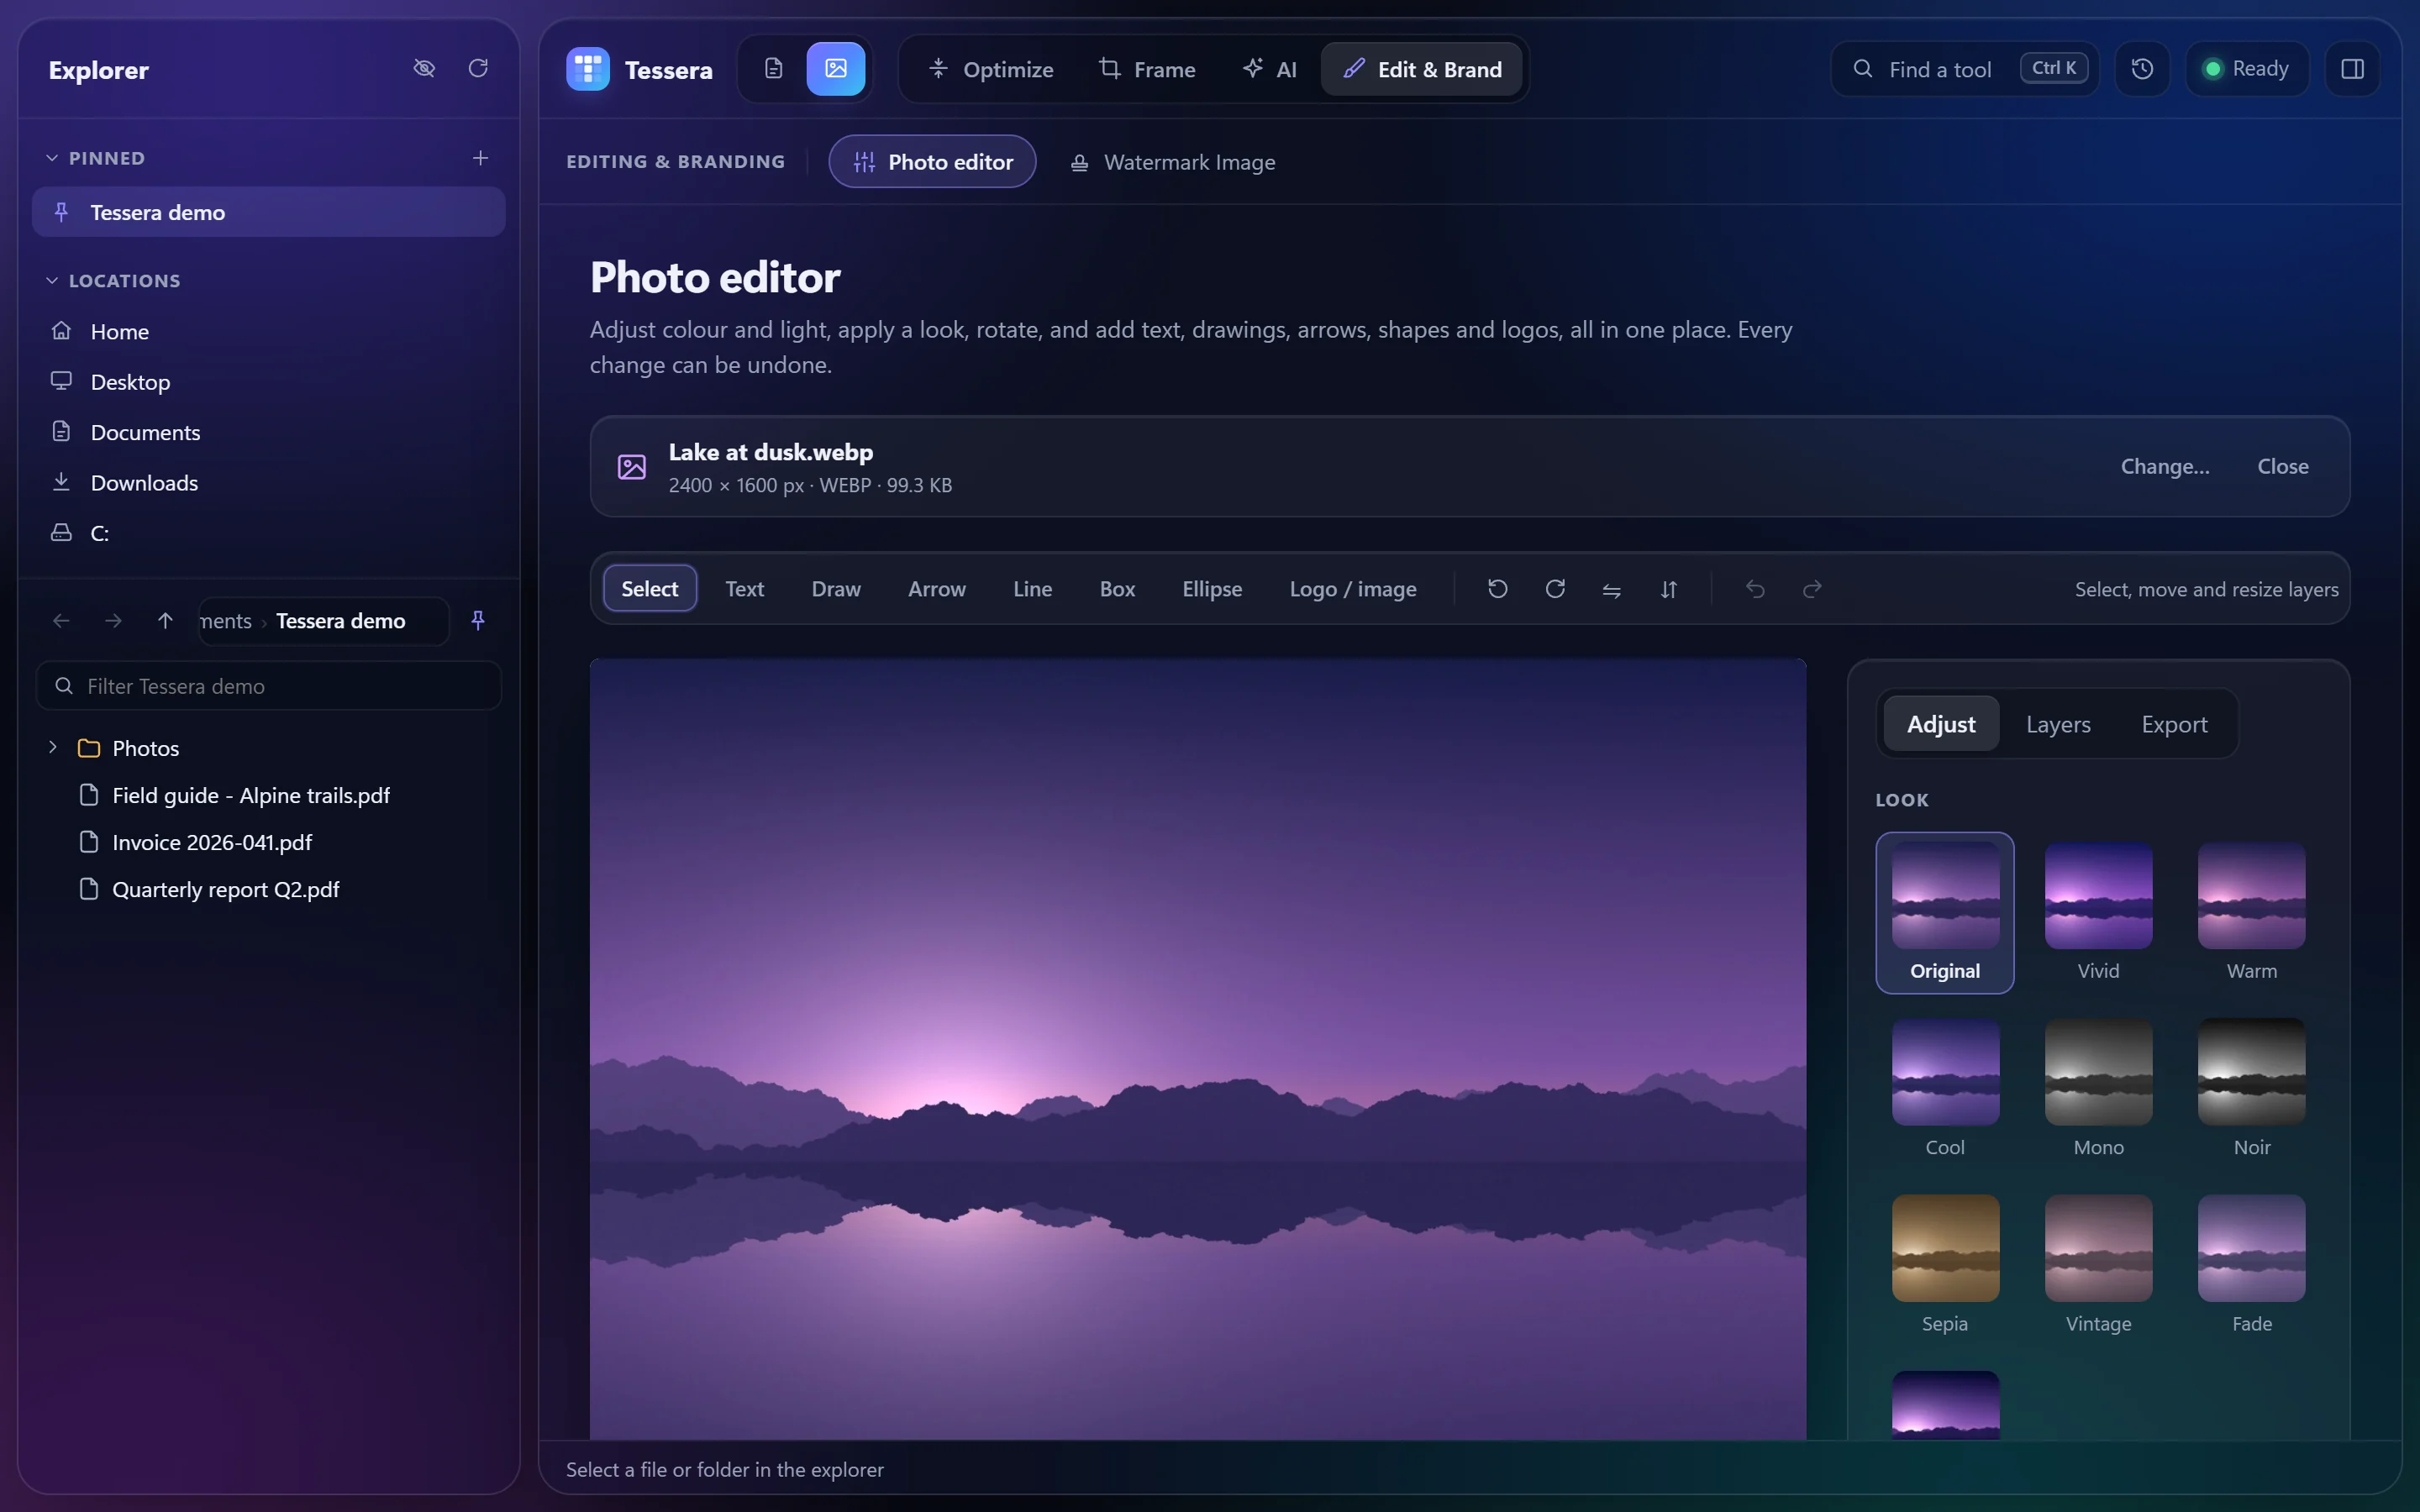 Explorer
PINNED
Tessera demo
LOCATIONS
Home
Desktop
Documents
Downloads
C:
ments › Tessera demo
Filter Tessera demo
Photos
Field guide - Alpine trails.pdf
Invoice 2026-041.pdf
Quarterly report Q2.pdf
Tessera
Optimize
Frame
AI
Edit & Brand
Find a tool
Ctrl K
Ready
EDITING & BRANDING
Photo editor
Watermark Image
Photo editor
Adjust colour and light, apply a look, rotate, and add text, drawings, arrows, shapes and logos, all in one place. Every
change can be undone.
Lake at dusk.webp
2400 × 1600 px · WEBP · 99.3 KB
Change...
Close
Select
Text
Draw
Arrow
Line
Box
Ellipse
Logo / image
Select, move and resize layers
Adjust
Layers
Export
LOOK
Original
Vivid
Warm
Cool
Mono
Noir
Sepia
Vintage
Fade
Select a file or folder in the explorer